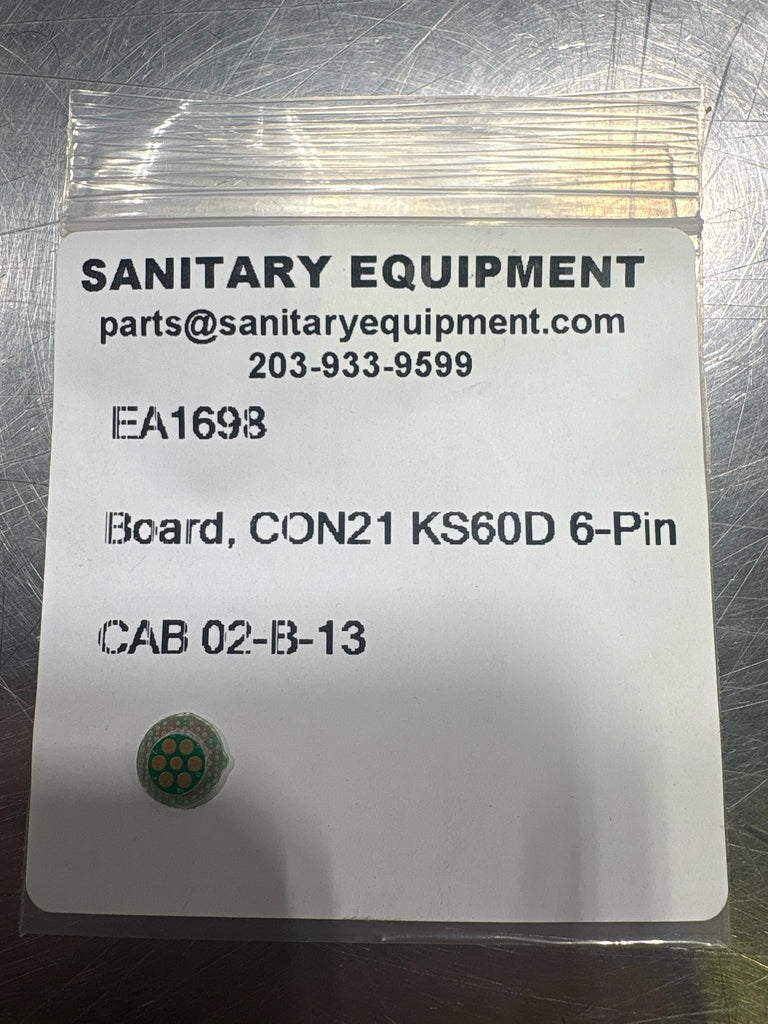 SANITARY EQUIPMENT
parts@sanitaryequipment.com
203-933-9599
EA1698
Board, CON21 KS60D 6-Pin
CAB 02-B-13